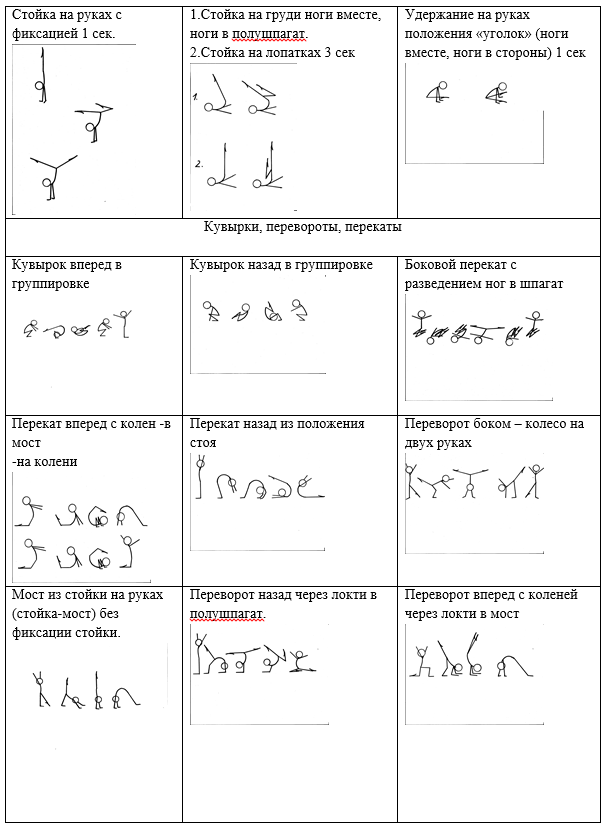 Стойка на руках с
фиксацией 1 сек.
1.Стойка на груди ноги вместе,
ноги в полушпагат.
2.Стойка на лопатках 3 сек
1.
2.
Удержание на руках
положения «уголок» (ноги
вместе, ноги в стороны) 1 сек
Кувырки, перевороты, перекаты
Кувырок вперед в
группировке
Кувырок назад в группировке
Боковой перекат с
разведением ног в шпагат
Перекат вперед с колен -в
мост
-на колени
Перекат назад из положения
стоя
Переворот боком – колесо на
двух руках
Мост из стойки на руках
(стойка-мост) без
фиксации стойки.
Переворот назад через локти в
полушпагат.
Переворот вперед с коленей
через локти в мост